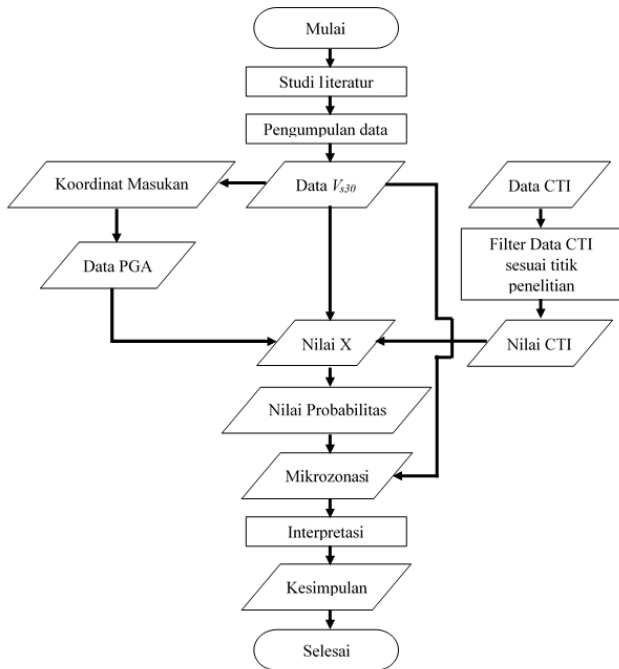 Mulai
Studi literatur
Pengumpulan data
Koordinat Masukan
Data Vs30
Data CTI
Data PGA
Filter Data CTI
sesuai titik
penelitian
Nilai X
Nilai CTI
Nilai Probabilitas
Mikrozonasi
Interpretasi
Kesimpulan
Selesai